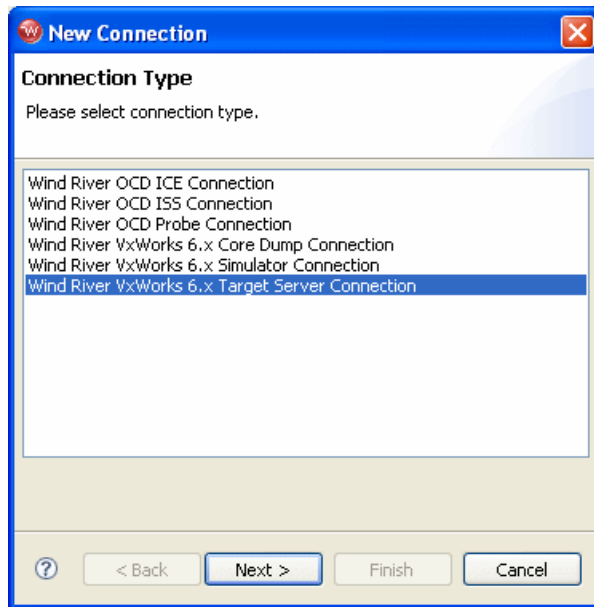 New Connection
Connection Type
Please select connection type.
Wind River OCD ICE Connection
Wind River OCD ISS Connection
Wind River OCD Probe Connection
Wind River VxWorks 6.x Core Dump Connection
Wind River VxWorks 6.x Simulator Connection
Wind River VxWorks 6.x Target Server Connection
? < Back Next > Finish Cancel